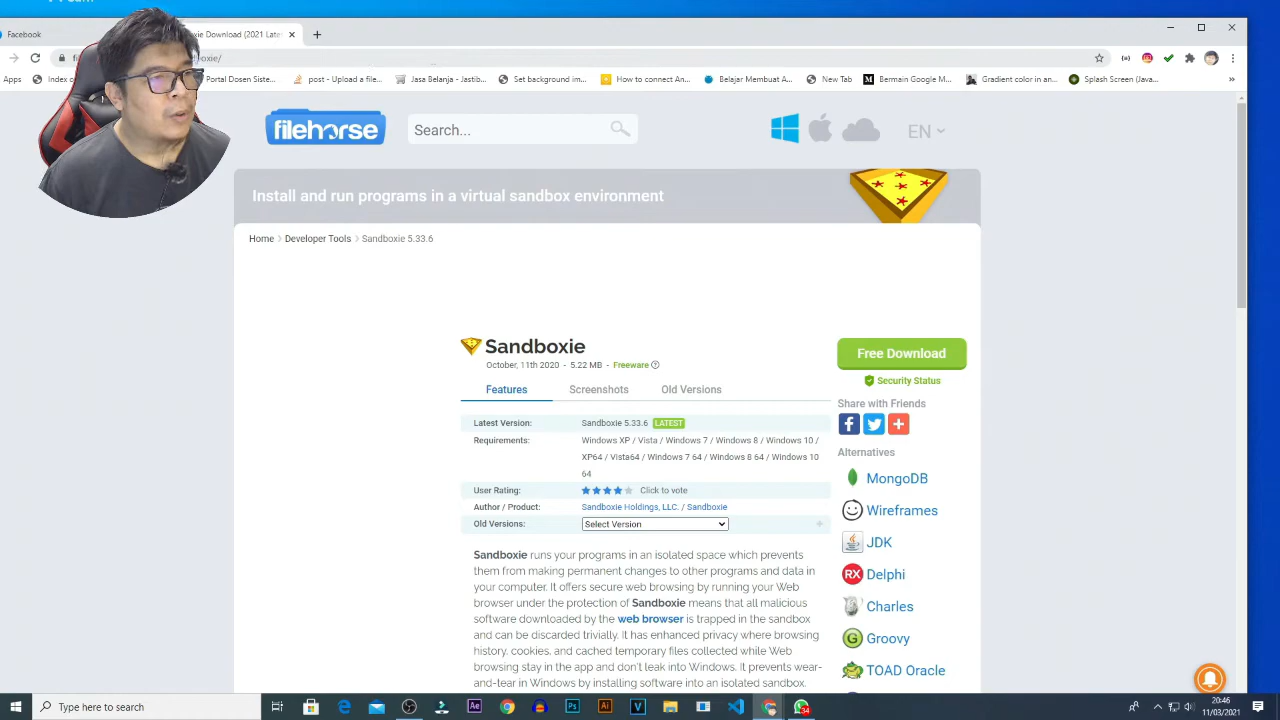 Facebook
xie Download (2021 Late
Apps
Index o
Portal Dosen Siste...
post - Upload a file...
Jasa Belanja - Jastib...
Set background im...
How to connect An...
Belajar Membuat A...
New Tab
Bermain Google M...
Gradient color in an...
Splash Screen (Java...
filehorse
Search...
EN
Install and run programs in a virtual sandbox environment
Home > Developer Tools > Sandboxie 5.33.6
Sandboxie
October, 11th 2020 - 5.22 MB - Freeware
Features
Screenshots
Old Versions
Latest Version:
Sandboxie 5.33.6 LATEST
Requirements:
Windows XP / Vista / Windows 7 / Windows 8 / Windows 10 /
XP64 / Vista64 / Windows 7 64 / Windows 8 64 / Windows 10
64
User Rating:
Click to vote
Author / Product:
Sandboxie Holdings, LLC. / Sandboxie
Old Versions:
Select Version
Sandboxie runs your programs in an isolated space which prevents
them from making permanent changes to other programs and data in
your computer. It offers secure web browsing by running your Web
browser under the protection of Sandboxie means that all malicious
software downloaded by the web browser is trapped in the sandbox
and can be discarded trivially. It has enhanced privacy where browsing
history, cookies, and cached temporary files collected while Web
browsing stay in the app and don't leak into Windows. It prevents wear-
and-tear in Windows by installing software into an isolated sandbox.
Free Download
Security Status
Share with Friends
Alternatives
MongoDB
Wireframes
JDK
RX Delphi
Charles
Groovy
TOAD Oracle
Type here to search
Ae
Ps
Ai
V
34
20:46
11/03/2021